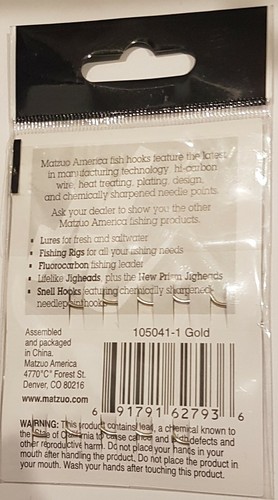 Matzuo America fish hooks feature the latest
in manufacturing technology hi-carbon
wire, heat treating, plating, design,
and chemically sharpened needle points.
Ask your dealer to show you the other
Matzuo America fishing products.
Lures for fresh and saltwater
Fishing Rigs for all your fishing needs
Fluorocarbon fishing leader
Lifelike Jigheads, plus the New Prizm Jigheads
Snell Hooks featuring chemically sharpened
needlepoint hooks
105041-1 Gold
Assembled
and packaged
in China.
Matzuo America
4770"C" Forest St.
Denver, CO 80216
www.matzuo.com
6 91791 62793 6
WARNING: This product contains lead, a chemical known to
the State of California to cause cancer and birth defects and
other reproductive harm. Do not place your hands in your
mouth after handling the product. Do not place the product in
your mouth. Wash your hands after touching this product.